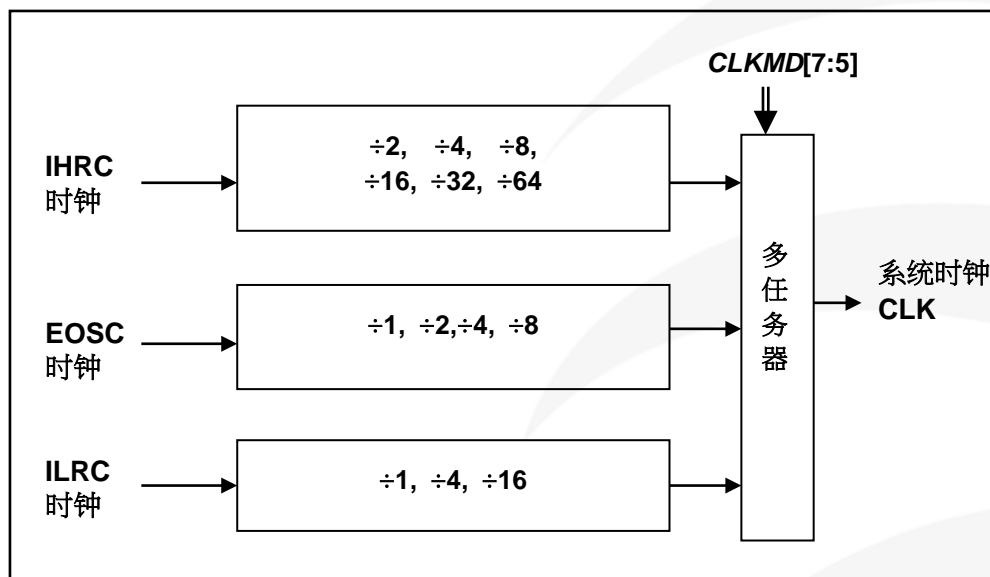 CLKMD[7:5]
IHRC
时钟
÷2, ÷4, ÷8,
÷16, ÷32, ÷64
EOSC
时钟
÷1, ÷2,÷4, ÷8
ILRC
时钟
÷1, ÷4, ÷16
多
任
务
器
系统时钟
CLK